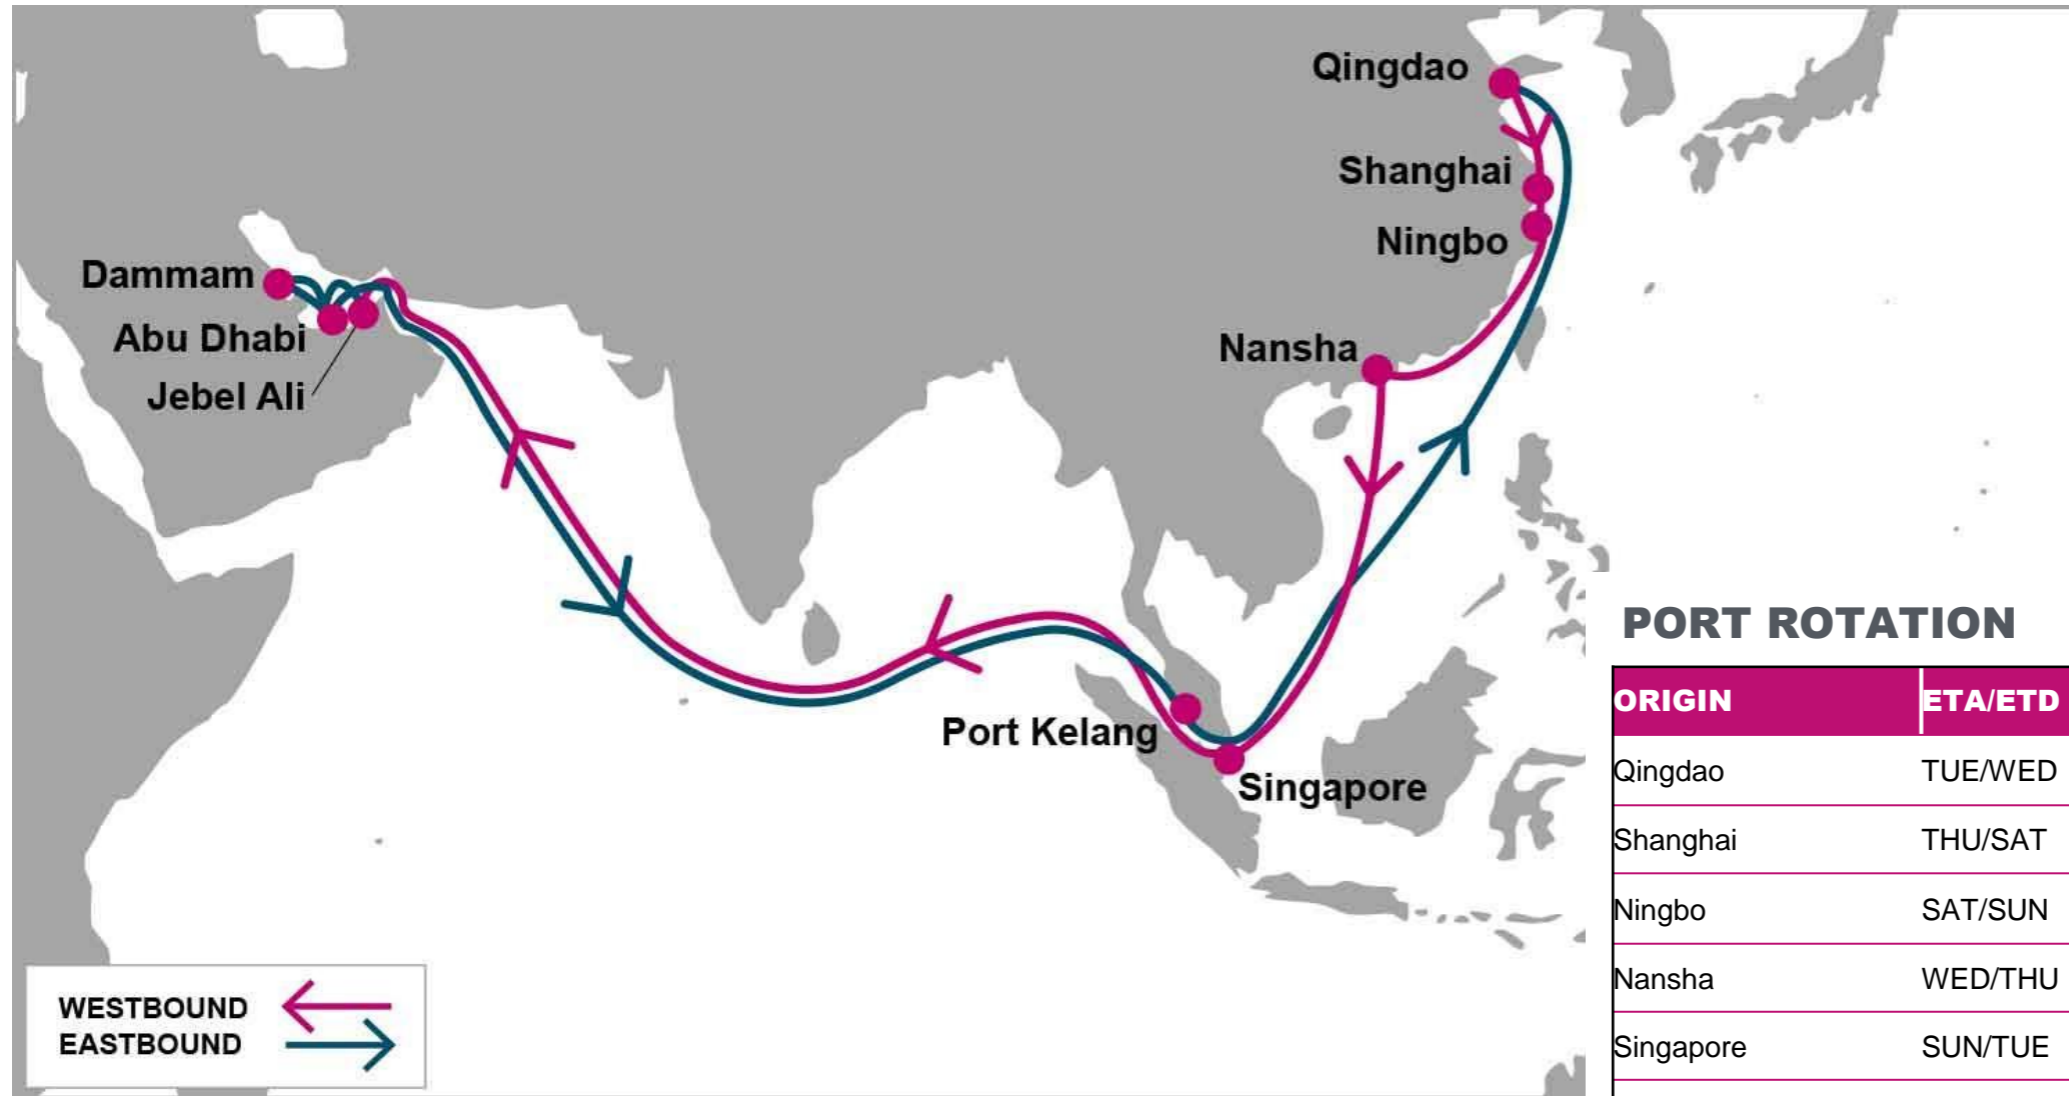 Qingdao
Shanghai
Ningbo
Dammam
Abu Dhabi
Jebel Ali
Nansha
Port Kelang
Singapore
WESTBOUND
EASTBOUND
PORT ROTATION
ORIGIN ETA/ETD
Qingdao TUE/WED
Shanghai THU/SAT
Ningbo SAT/SUN
Nansha WED/THU
Singapore SUN/TUE